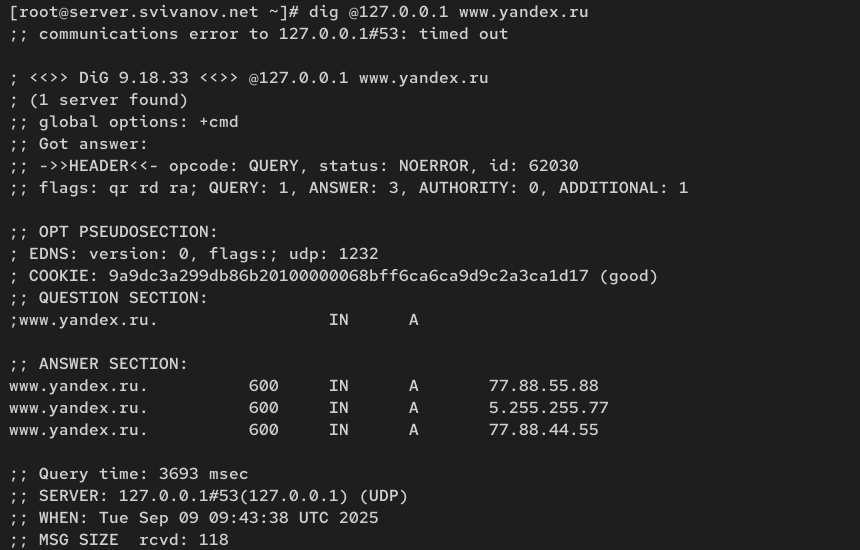 [root@server.svivanov.net ~]# dig @127.0.0.1 www.yandex.ru
;; communications error to 127.0.0.1#53: timed out

; <<>> DiG 9.18.33 <<>> @127.0.0.1 www.yandex.ru
; (1 server found)
;; global options: +cmd
;; Got answer:
;; ->>HEADER<<- opcode: QUERY, status: NOERROR, id: 62030
;; flags: qr rd ra; QUERY: 1, ANSWER: 3, AUTHORITY: 0, ADDITIONAL: 1

;; OPT PSEUDOSECTION:
; EDNS: version: 0, flags:; udp: 1232
; COOKIE: 9a9dc3a299db86b20100000068bff6ca6ca9d9c2a3ca1d17 (good)
;; QUESTION SECTION:
;www.yandex.ru.                 IN      A

;; ANSWER SECTION:
www.yandex.ru.          600     IN      A       77.88.55.88
www.yandex.ru.          600     IN      A       5.255.255.77
www.yandex.ru.          600     IN      A       77.88.44.55

;; Query time: 3693 msec
;; SERVER: 127.0.0.1#53(127.0.0.1) (UDP)
;; WHEN: Tue Sep 09 09:43:38 UTC 2025
;; MSG SIZE  rcvd: 118